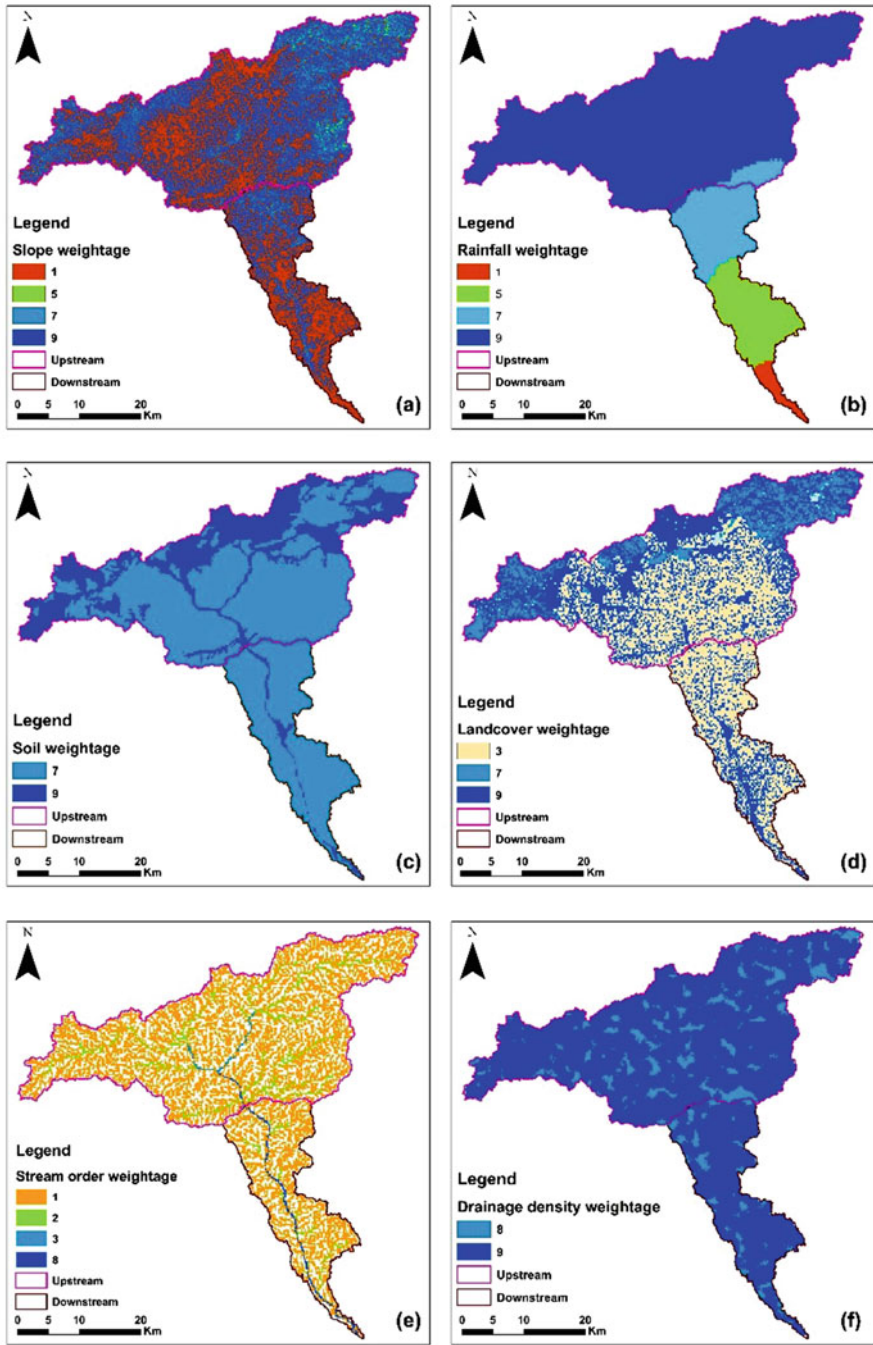 N
Legend
Slope weightage
1
5
7
9
Upstream
Downstream
0 5 10 20
Km
(a)
N
Legend
Rainfall weightage
1
5
7
9
Upstream
Downstream
0 5 10 20
Km
(b)
N
Legend
Soil weightage
7
9
Upstream
Downstream
0 5 10 20
Km
(c)
N
Legend
Landcover weightage
3
7
9
Upstream
Downstream
0 5 10 20
Km
(d)
N
Legend
Stream order weightage
1
2
3
8
Upstream
Downstream
0 5 10 20
Km
(e)
N
Legend
Drainage density weightage
8
9
Upstream
Downstream
0 5 10 20
Km
(f)